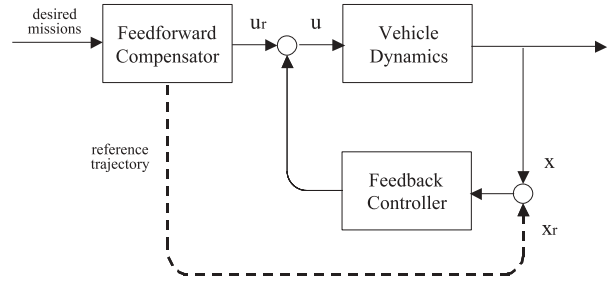 desired
missions
Feedforward
Compensator
ur
u
Vehicle
Dynamics
reference
trajectory
Feedback
Controller
x
xr